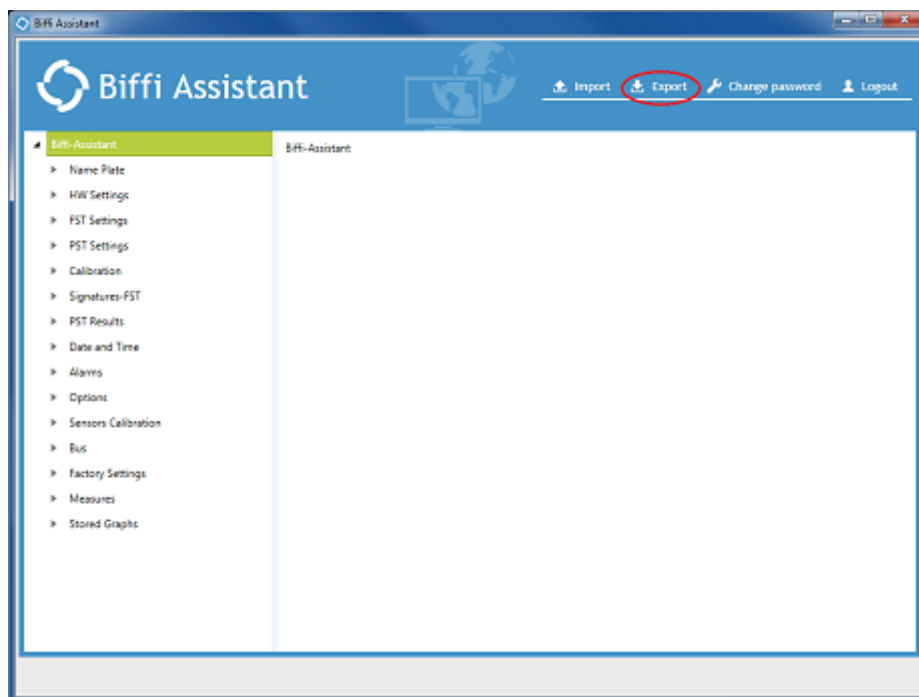 Biffi Assistant
Biffi Assistant
Import Export Change password Logout
Biffi-Assistant
Name Plate
HW Settings
FST Settings
PST Settings
Calibration
Signatures-FST
PST Results
Date and Time
Alarms
Options
Sensors Calibration
Bus
Factory Settings
Measures
Stored Graphs
Biffi-Assistant